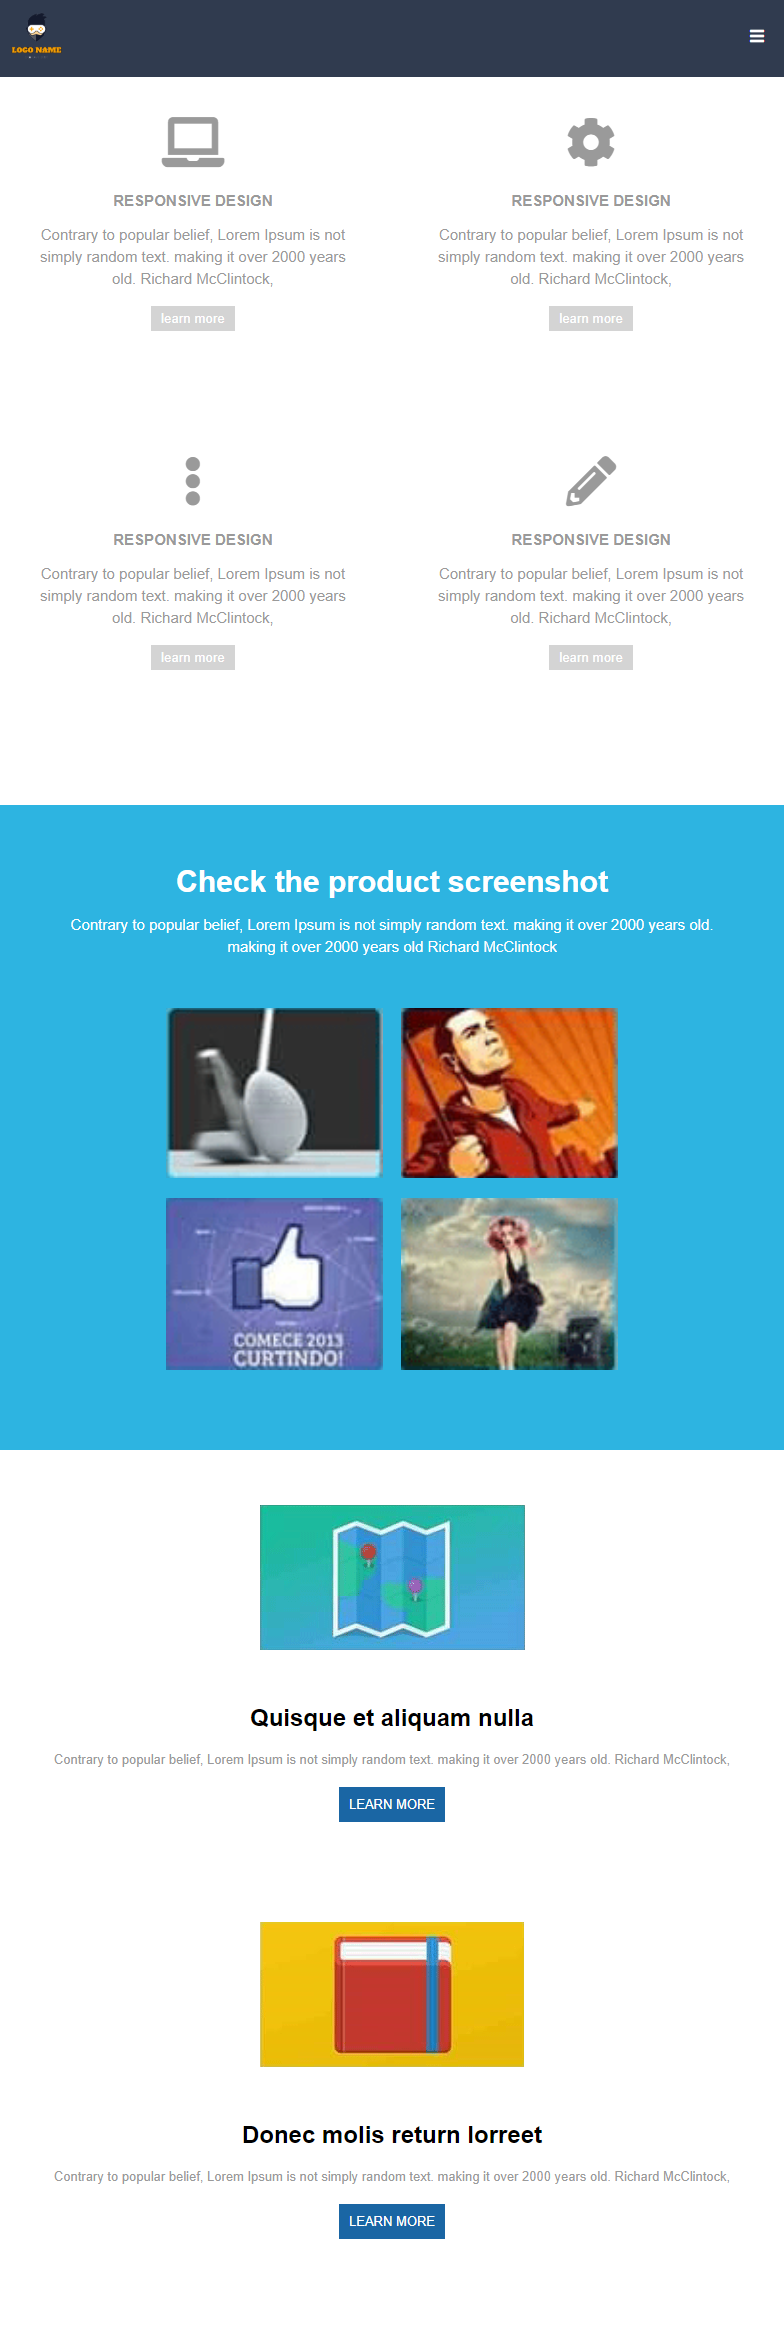 LOGO NAME
RESPONSIVE DESIGN
Contrary to popular belief, Lorem Ipsum is not
simply random text. making it over 2000 years
old. Richard McClintock,
learn more
RESPONSIVE DESIGN
Contrary to popular belief, Lorem Ipsum is not
simply random text. making it over 2000 years
old. Richard McClintock,
learn more
RESPONSIVE DESIGN
Contrary to popular belief, Lorem Ipsum is not
simply random text. making it over 2000 years
old. Richard McClintock,
learn more
RESPONSIVE DESIGN
Contrary to popular belief, Lorem Ipsum is not
simply random text. making it over 2000 years
old. Richard McClintock,
learn more
Check the product screenshot
Contrary to popular belief, Lorem Ipsum is not simply random text. making it over 2000 years old.
making it over 2000 years old Richard McClintock
COMECE 2013
CURTINDO!
Quisque et aliquam nulla
Contrary to popular belief, Lorem Ipsum is not simply random text. making it over 2000 years old. Richard McClintock,
LEARN MORE
Donec molis return lorreet
Contrary to popular belief, Lorem Ipsum is not simply random text. making it over 2000 years old. Richard McClintock,
LEARN MORE